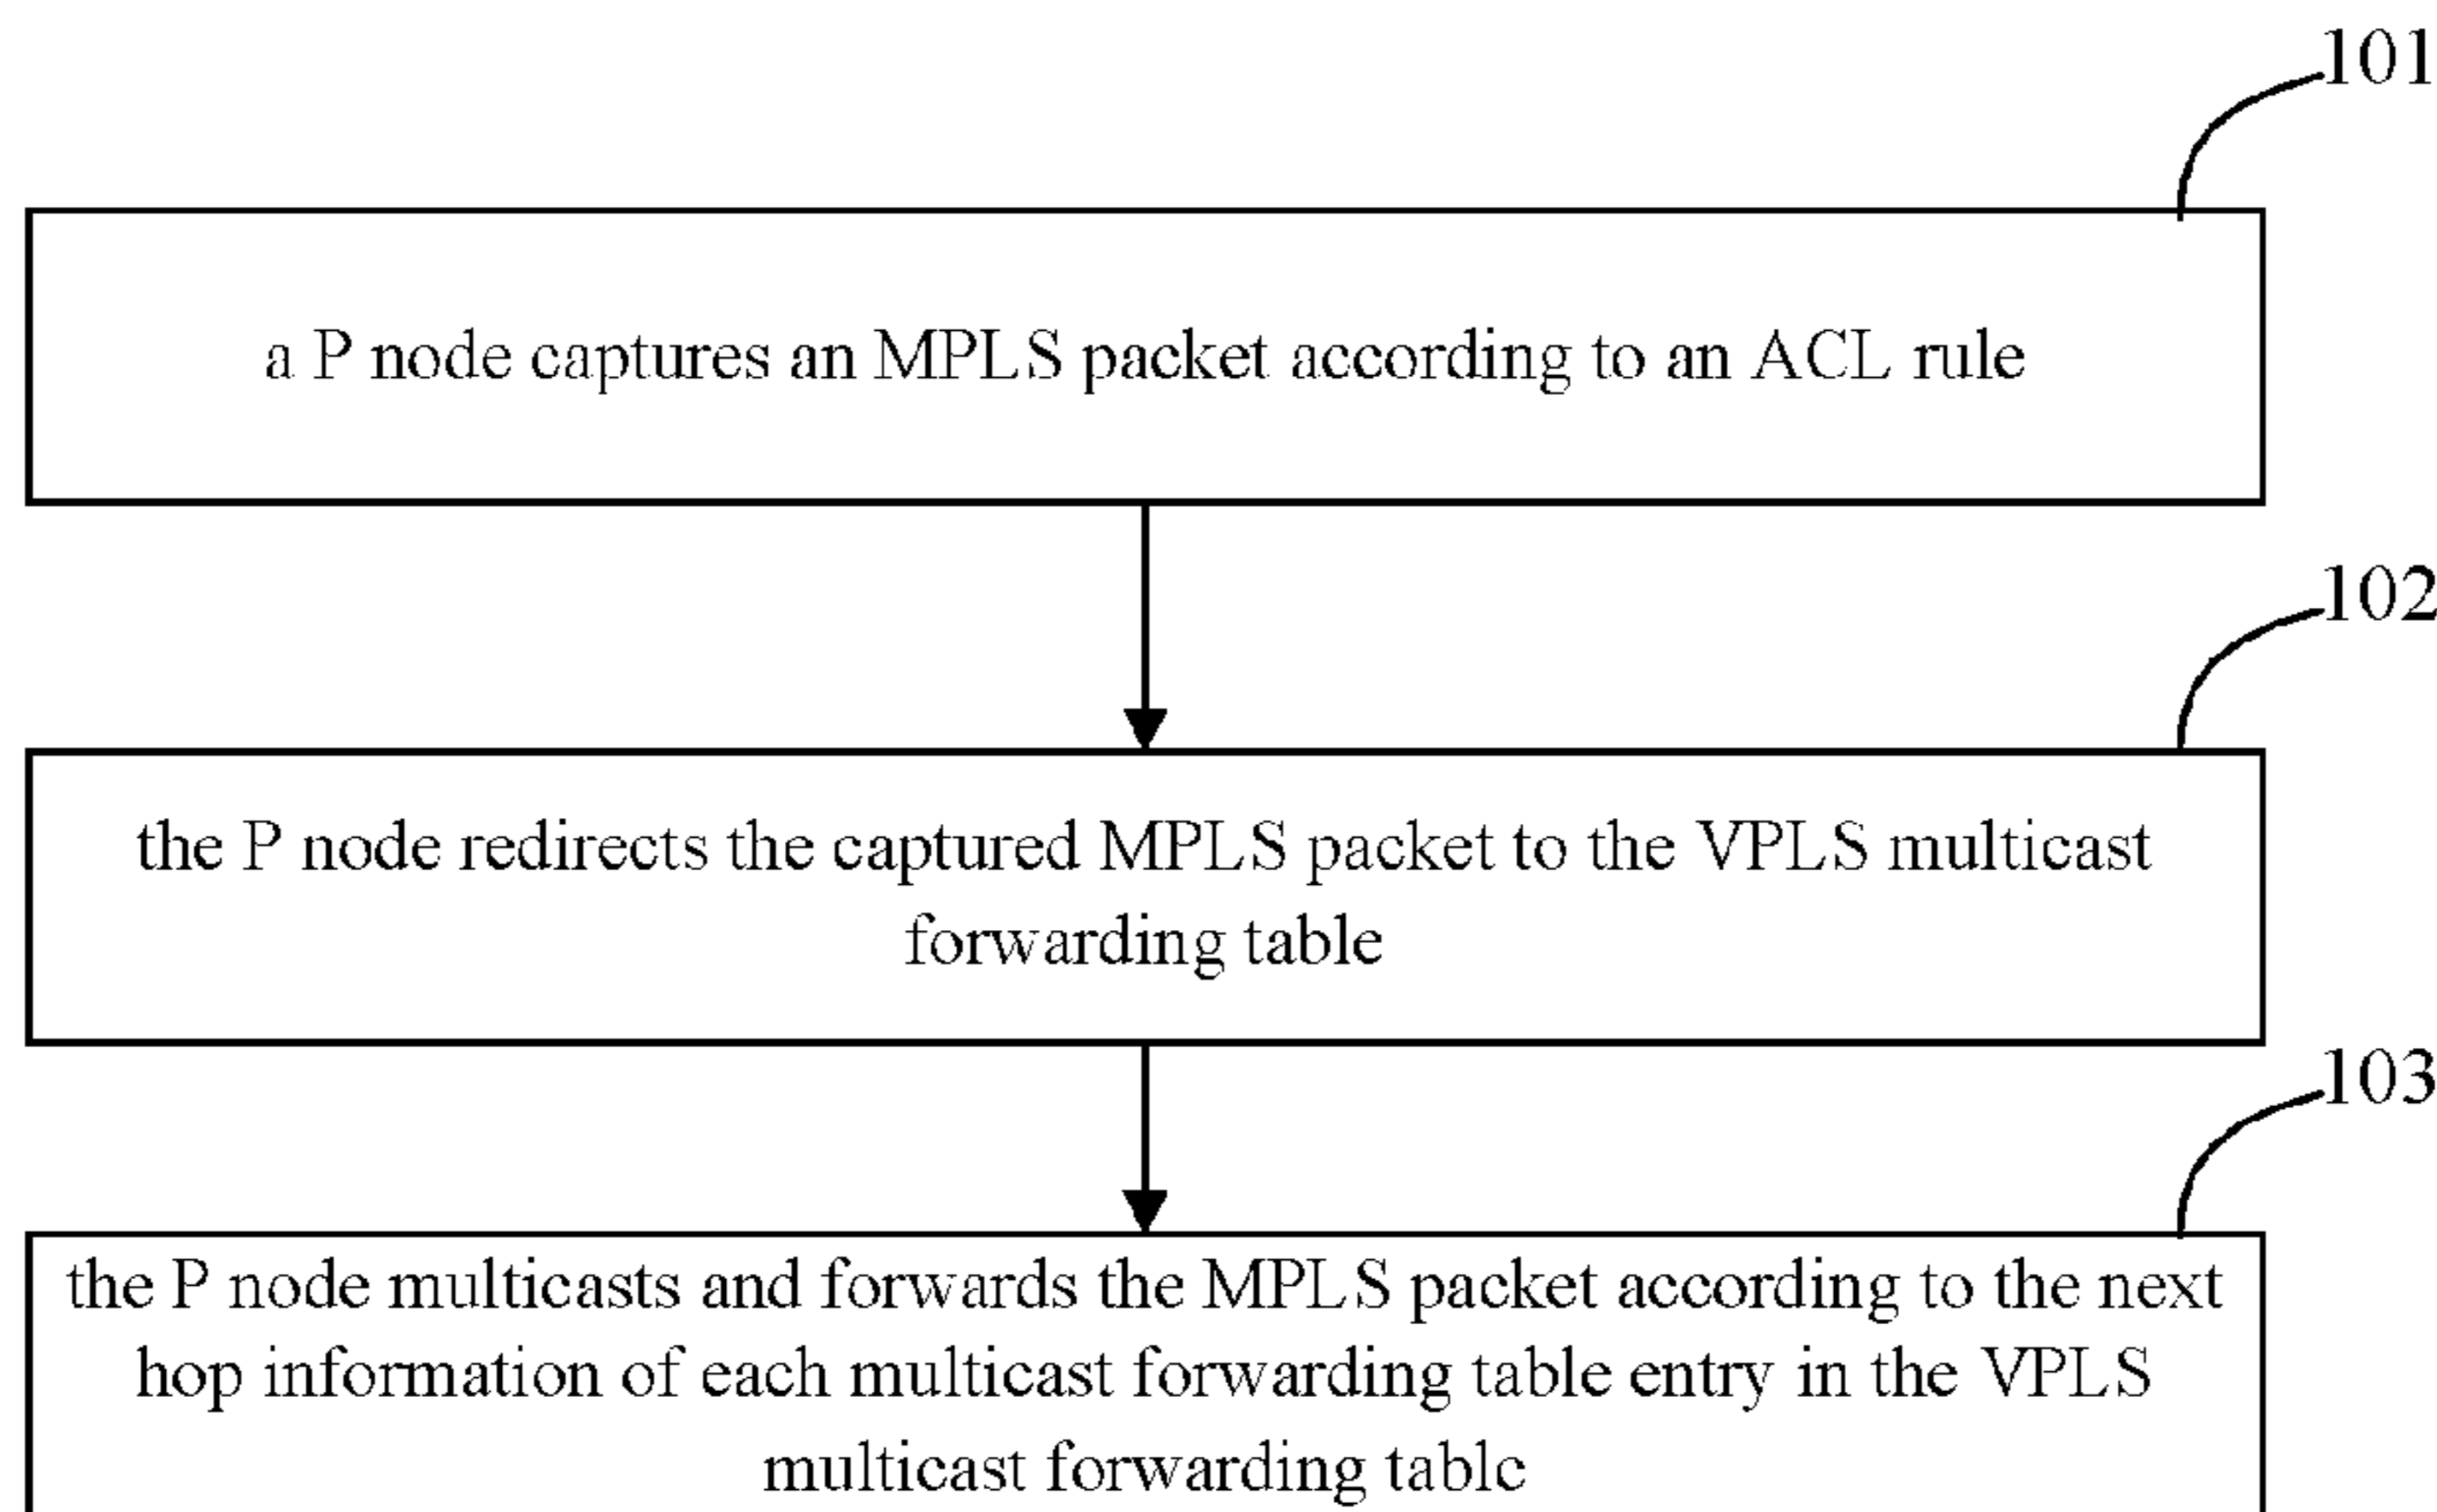 101
a P node captures an MPLS packet according to an ACL rule
102
the P node redirects the captured MPLS packet to the VPLS multicast
forwarding table
103
the P node multicasts and forwards the MPLS packet according to the next
hop information of each multicast forwarding table entry in the VPLS
multicast forwarding table